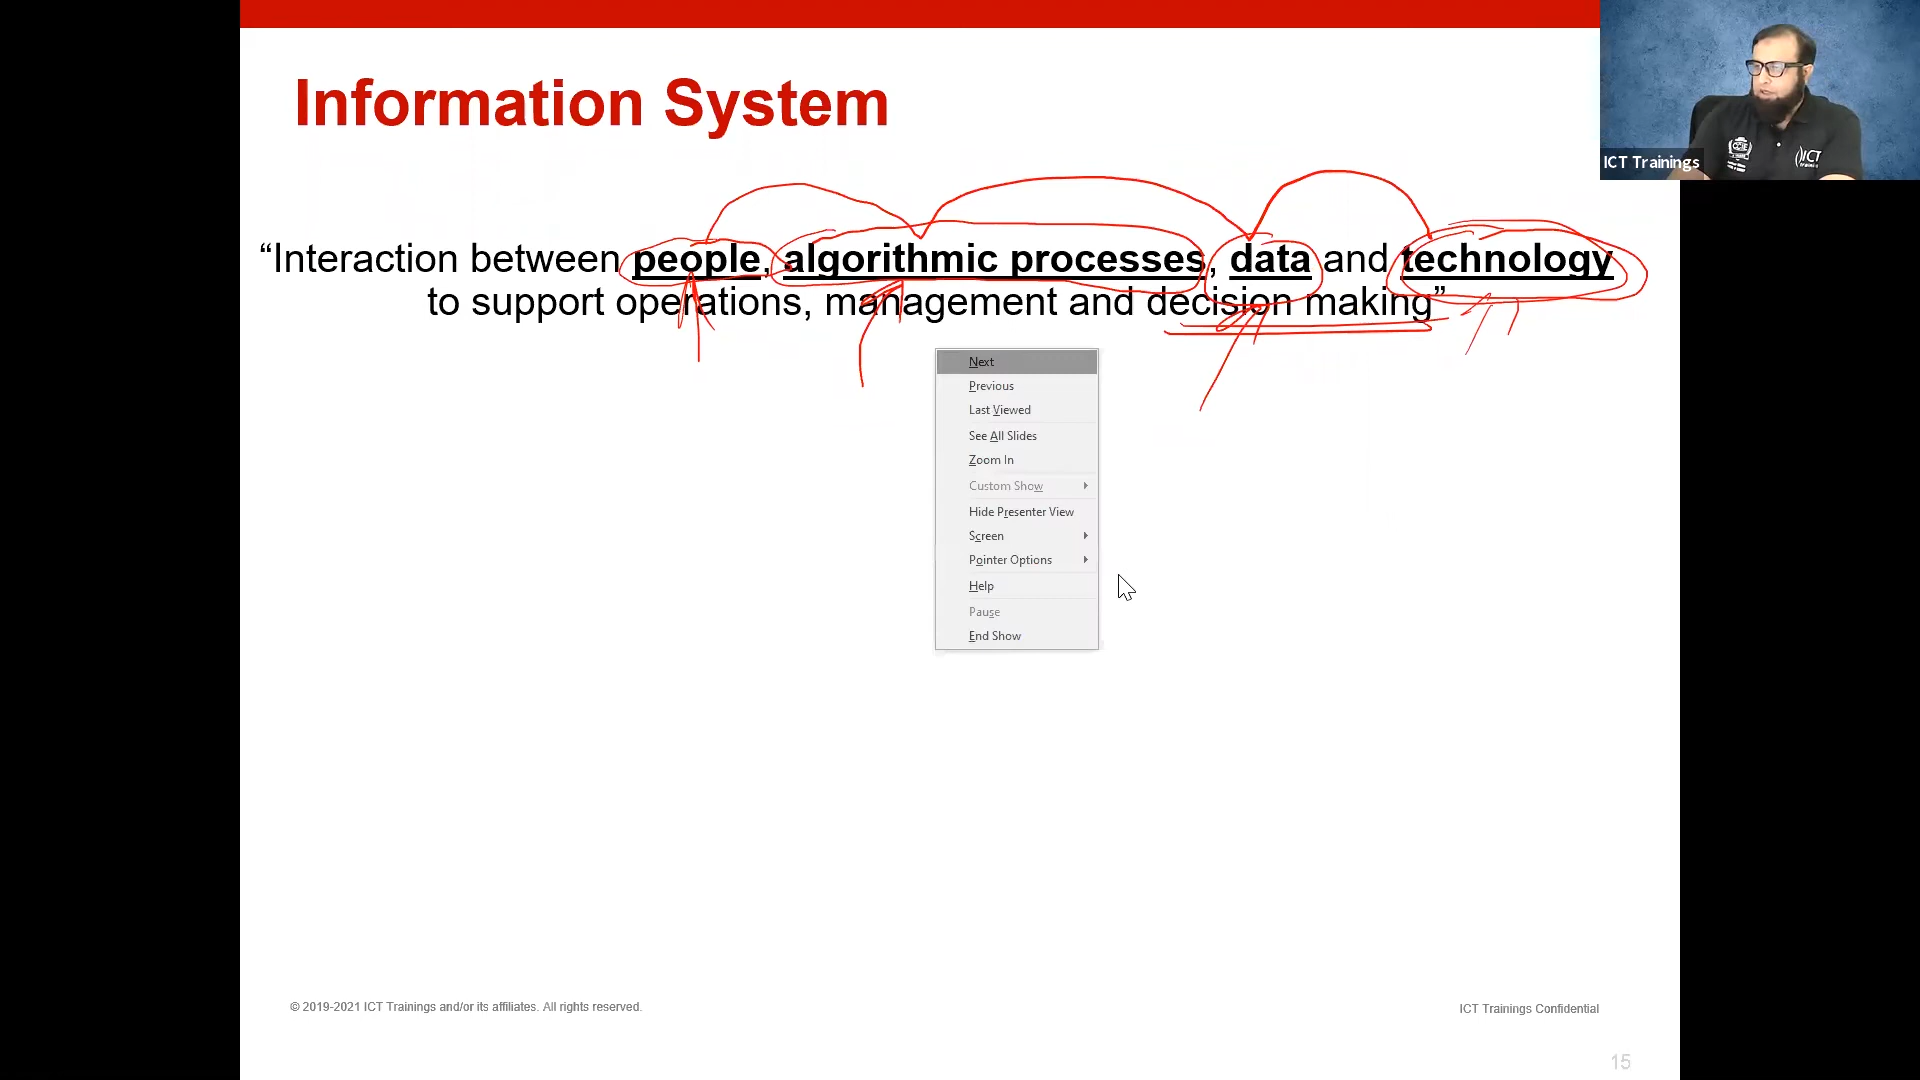 Information System
ICT Trainings
“Interaction between people, algorithmic processes, data and technology
to support operations, management and decision making”
Next
Previous
Last Viewed
See All Slides
Zoom In
Custom Show
Hide Presenter View
Screen
Pointer Options
Help
Pause
End Show
© 2019-2021 ICT Trainings and/or its affiliates. All rights reserved.
ICT Trainings Confidential
15